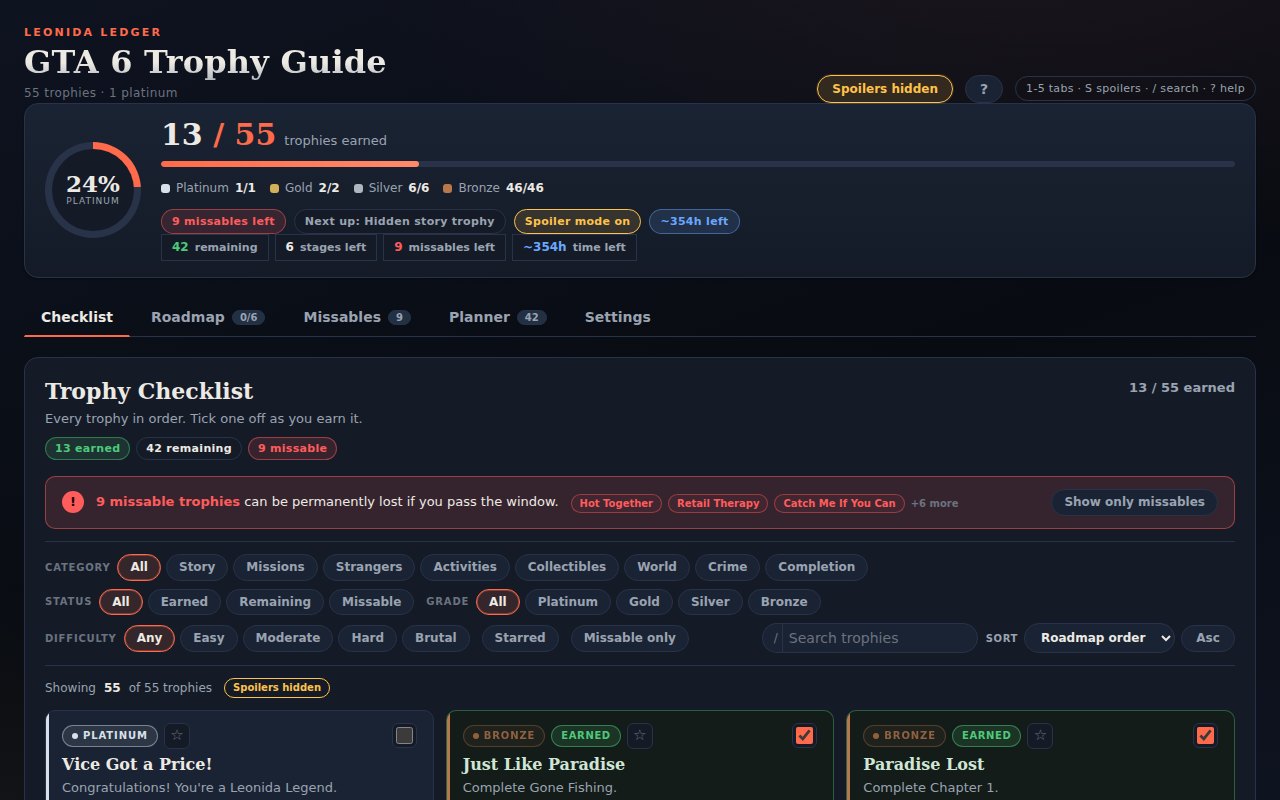 LEONIDA LEDGER
GTA 6 Trophy Guide
55 trophies · 1 platinum
Spoilers hidden
?
1-5 tabs · S spoilers · / search · ? help
24%
PLATINUM
13 / 55 trophies earned
Platinum 1/1 Gold 2/2 Silver 6/6 Bronze 46/46
9 missables left Next up: Hidden story trophy Spoiler mode on ~354h left
42 remaining 6 stages left 9 missables left ~354h time left
Checklist Roadmap 0/6 Missables 9 Planner 42 Settings
Trophy Checklist
13 / 55 earned
Every trophy in order. Tick one off as you earn it.
13 earned 42 remaining 9 missable
! 9 missable trophies can be permanently lost if you pass the window. Hot Together Retail Therapy Catch Me If You Can +6 more Show only missables
CATEGORY All Story Missions Strangers Activities Collectibles World Crime Completion
STATUS All Earned Remaining Missable GRADE All Platinum Gold Silver Bronze
DIFFICULTY Any Easy Moderate Hard Brutal Starred Missable only / Search trophies SORT Roadmap order Asc
Showing 55 of 55 trophies Spoilers hidden
PLATINUM
Vice Got a Price!
Congratulations! You're a Leonida Legend.
BRONZE EARNED
Just Like Paradise
Complete Gone Fishing.
BRONZE EARNED
Paradise Lost
Complete Chapter 1.